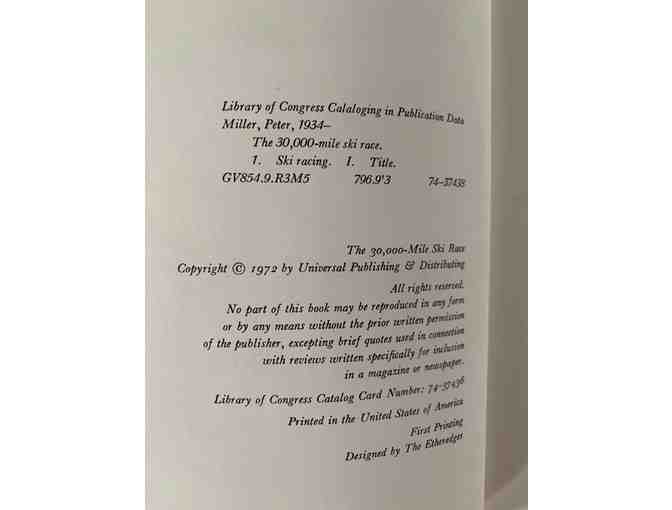 Library of Congress Calaloging in Publication Data
Miller, Peter, 1934–
The 30,000-mile ski race.
1. Ski racing. I. Title.
GV854.9.R3M5 796.9'3 74-37438
The 30,000-Mile Ski Race
Copyright © 1972 by Universal Publishing & Distributing
All rights reserved.
No part of this book may be reproduced in any form
or by any means without the prior written permission
of the publisher, excepting brief quotes used in connection
with reviews written specifically for inclusion
in a magazine or newspaper.
Library of Congress Catalog Card Number: 74-37436
Printed in the United States of America
First Printing
Designed by The Etheredges